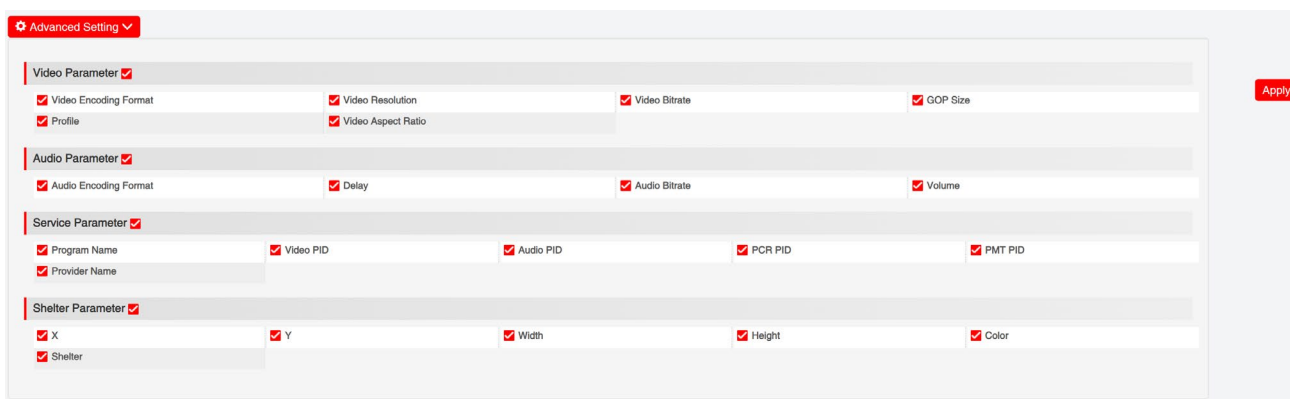 Advanced Setting
Video Parameter
Apply
Video Encoding Format Video Resolution Video Bitrate GOP Size
Profile Video Aspect Ratio
Audio Parameter
Audio Encoding Format Delay Audio Bitrate Volume
Service Parameter
Program Name Video PID Audio PID PCR PID PMT PID
Provider Name
Shelter Parameter
X Y Width Height Color
Shelter